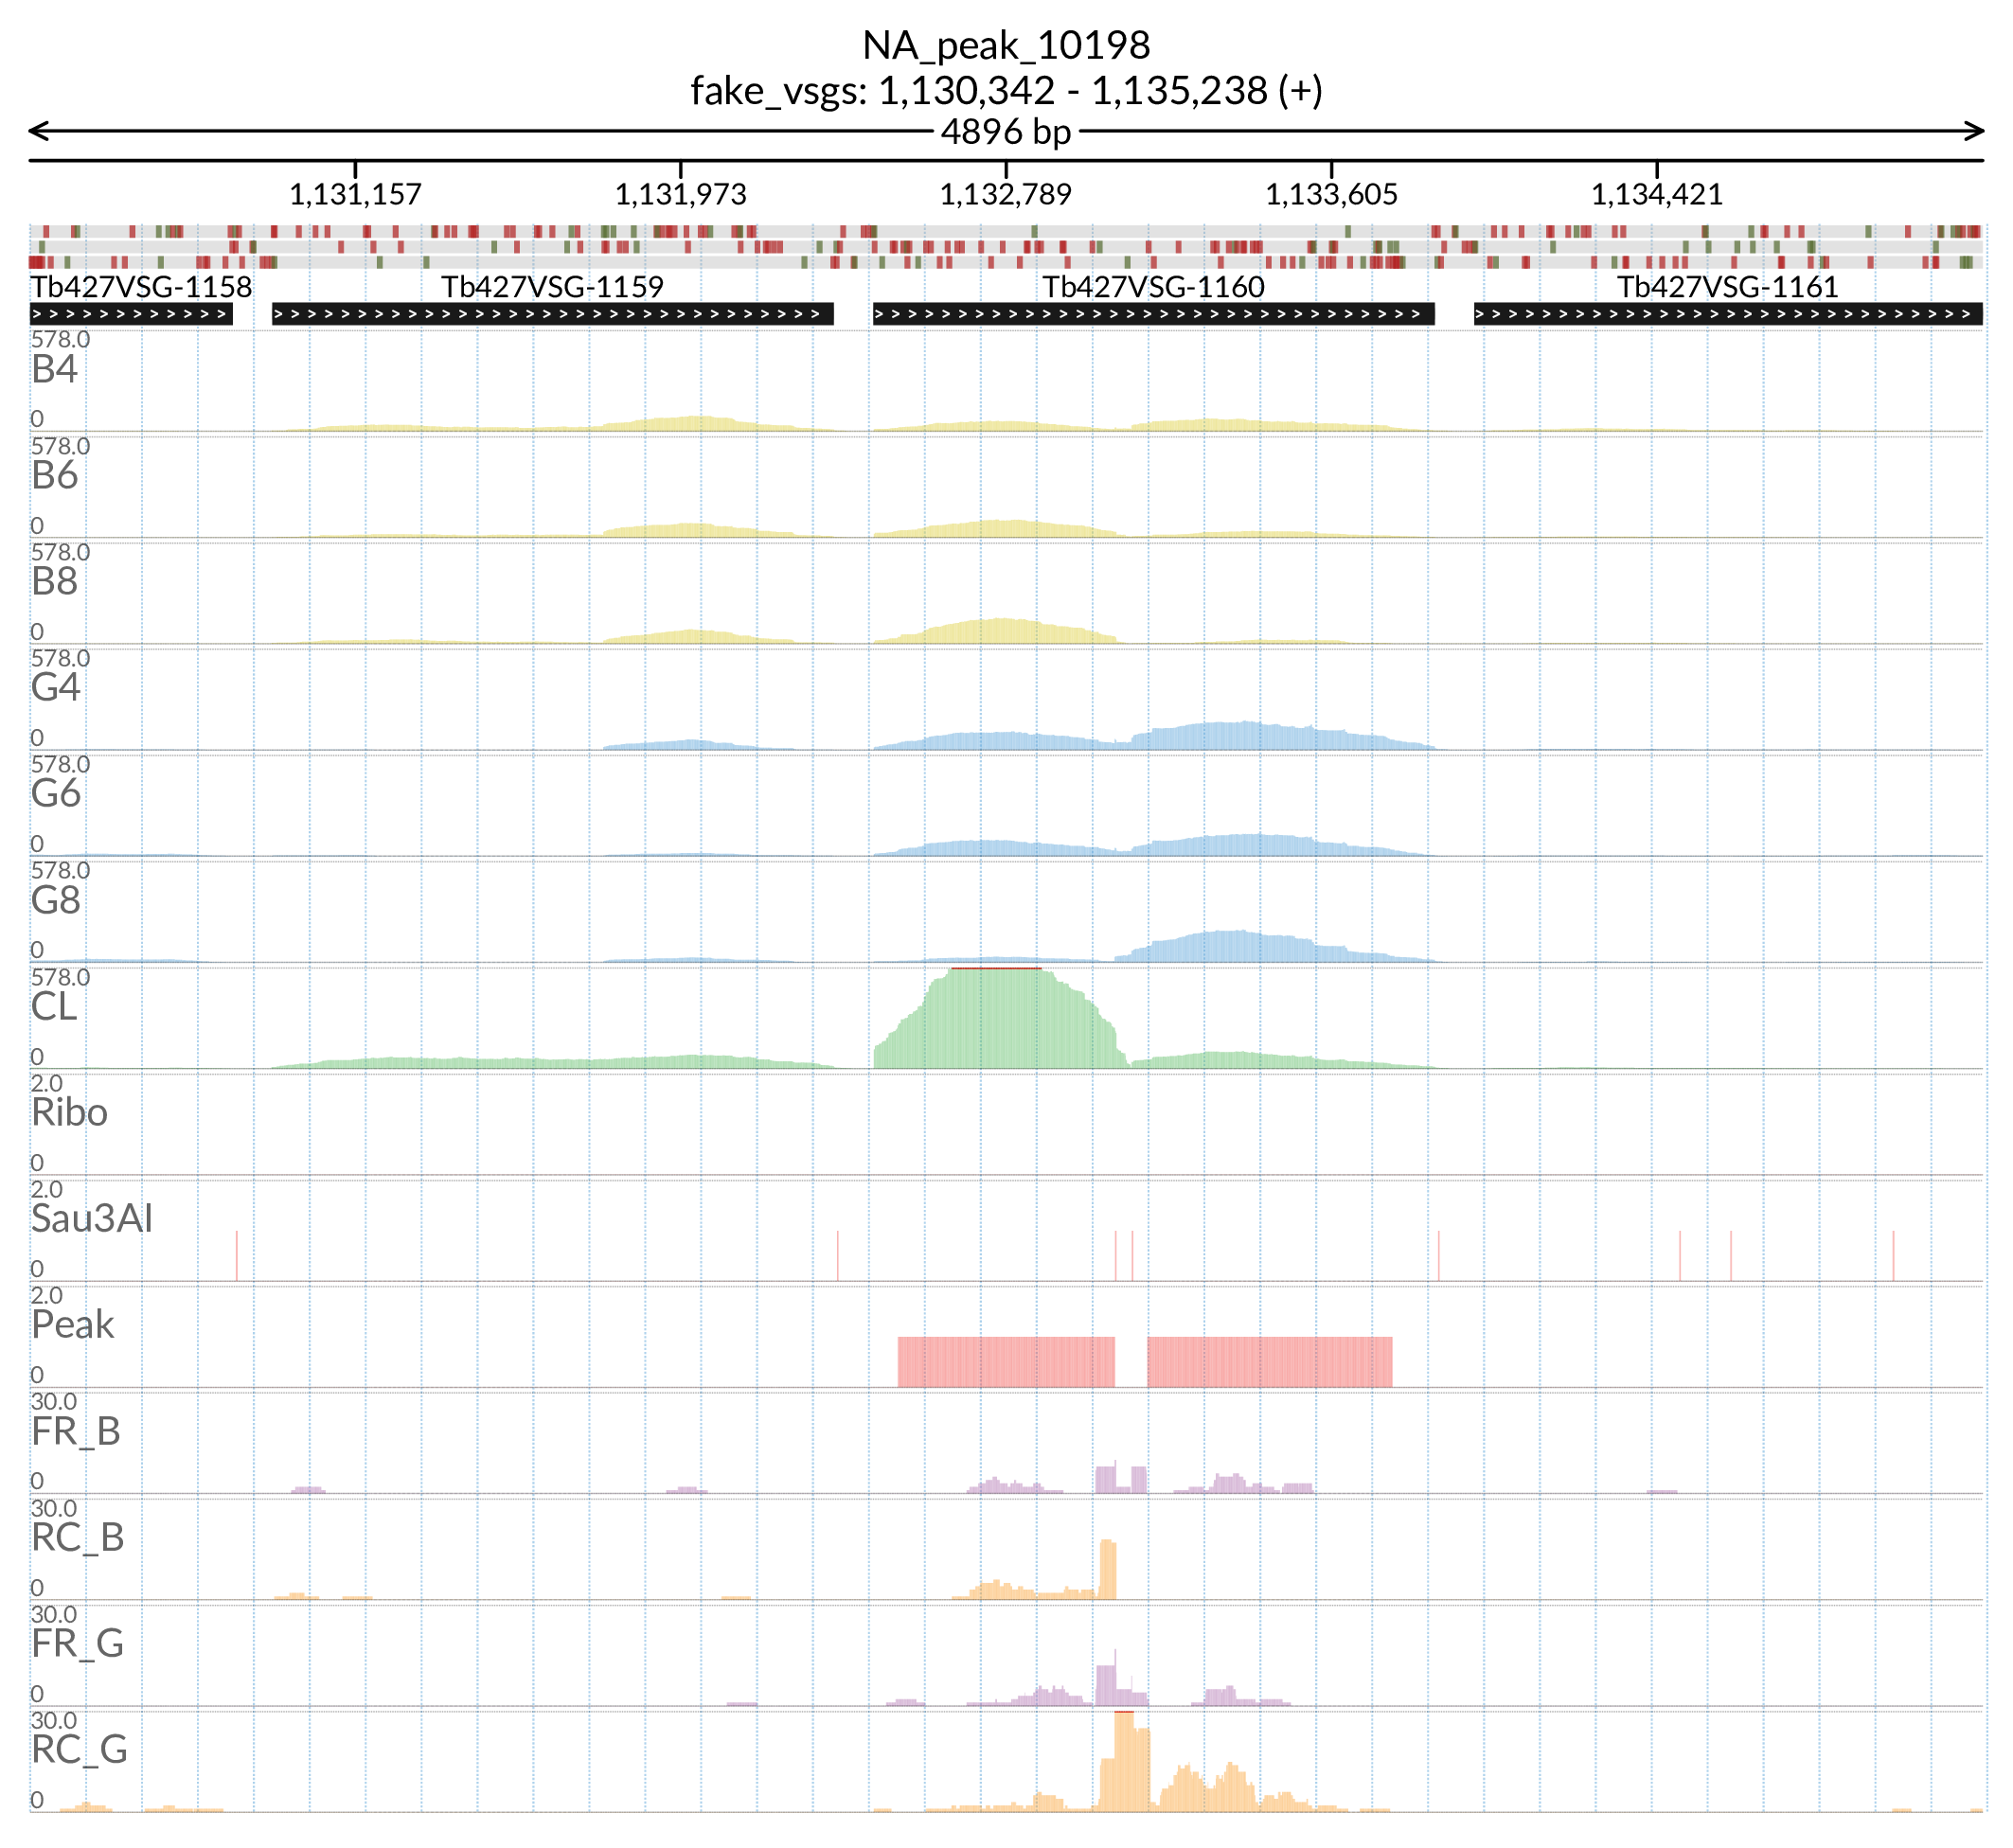 NA_peak_10198
fake_vsgs: 1,130,342 - 1,135,238 (+)
4896 bp
1,131,157 1,131,973 1,132,789 1,133,605 1,134,421
Tb427VSG-1158 Tb427VSG-1159 Tb427VSG-1160 Tb427VSG-1161
578.0
B4
0
578.0
B6
0
578.0
B8
0
578.0
G4
0
578.0
G6
0
578.0
G8
0
578.0
CL
0
2.0
Ribo
0
2.0
Sau3AI
0
2.0
Peak
0
30.0
FR_B
0
30.0
RC_B
0
30.0
FR_G
0
30.0
RC_G
0